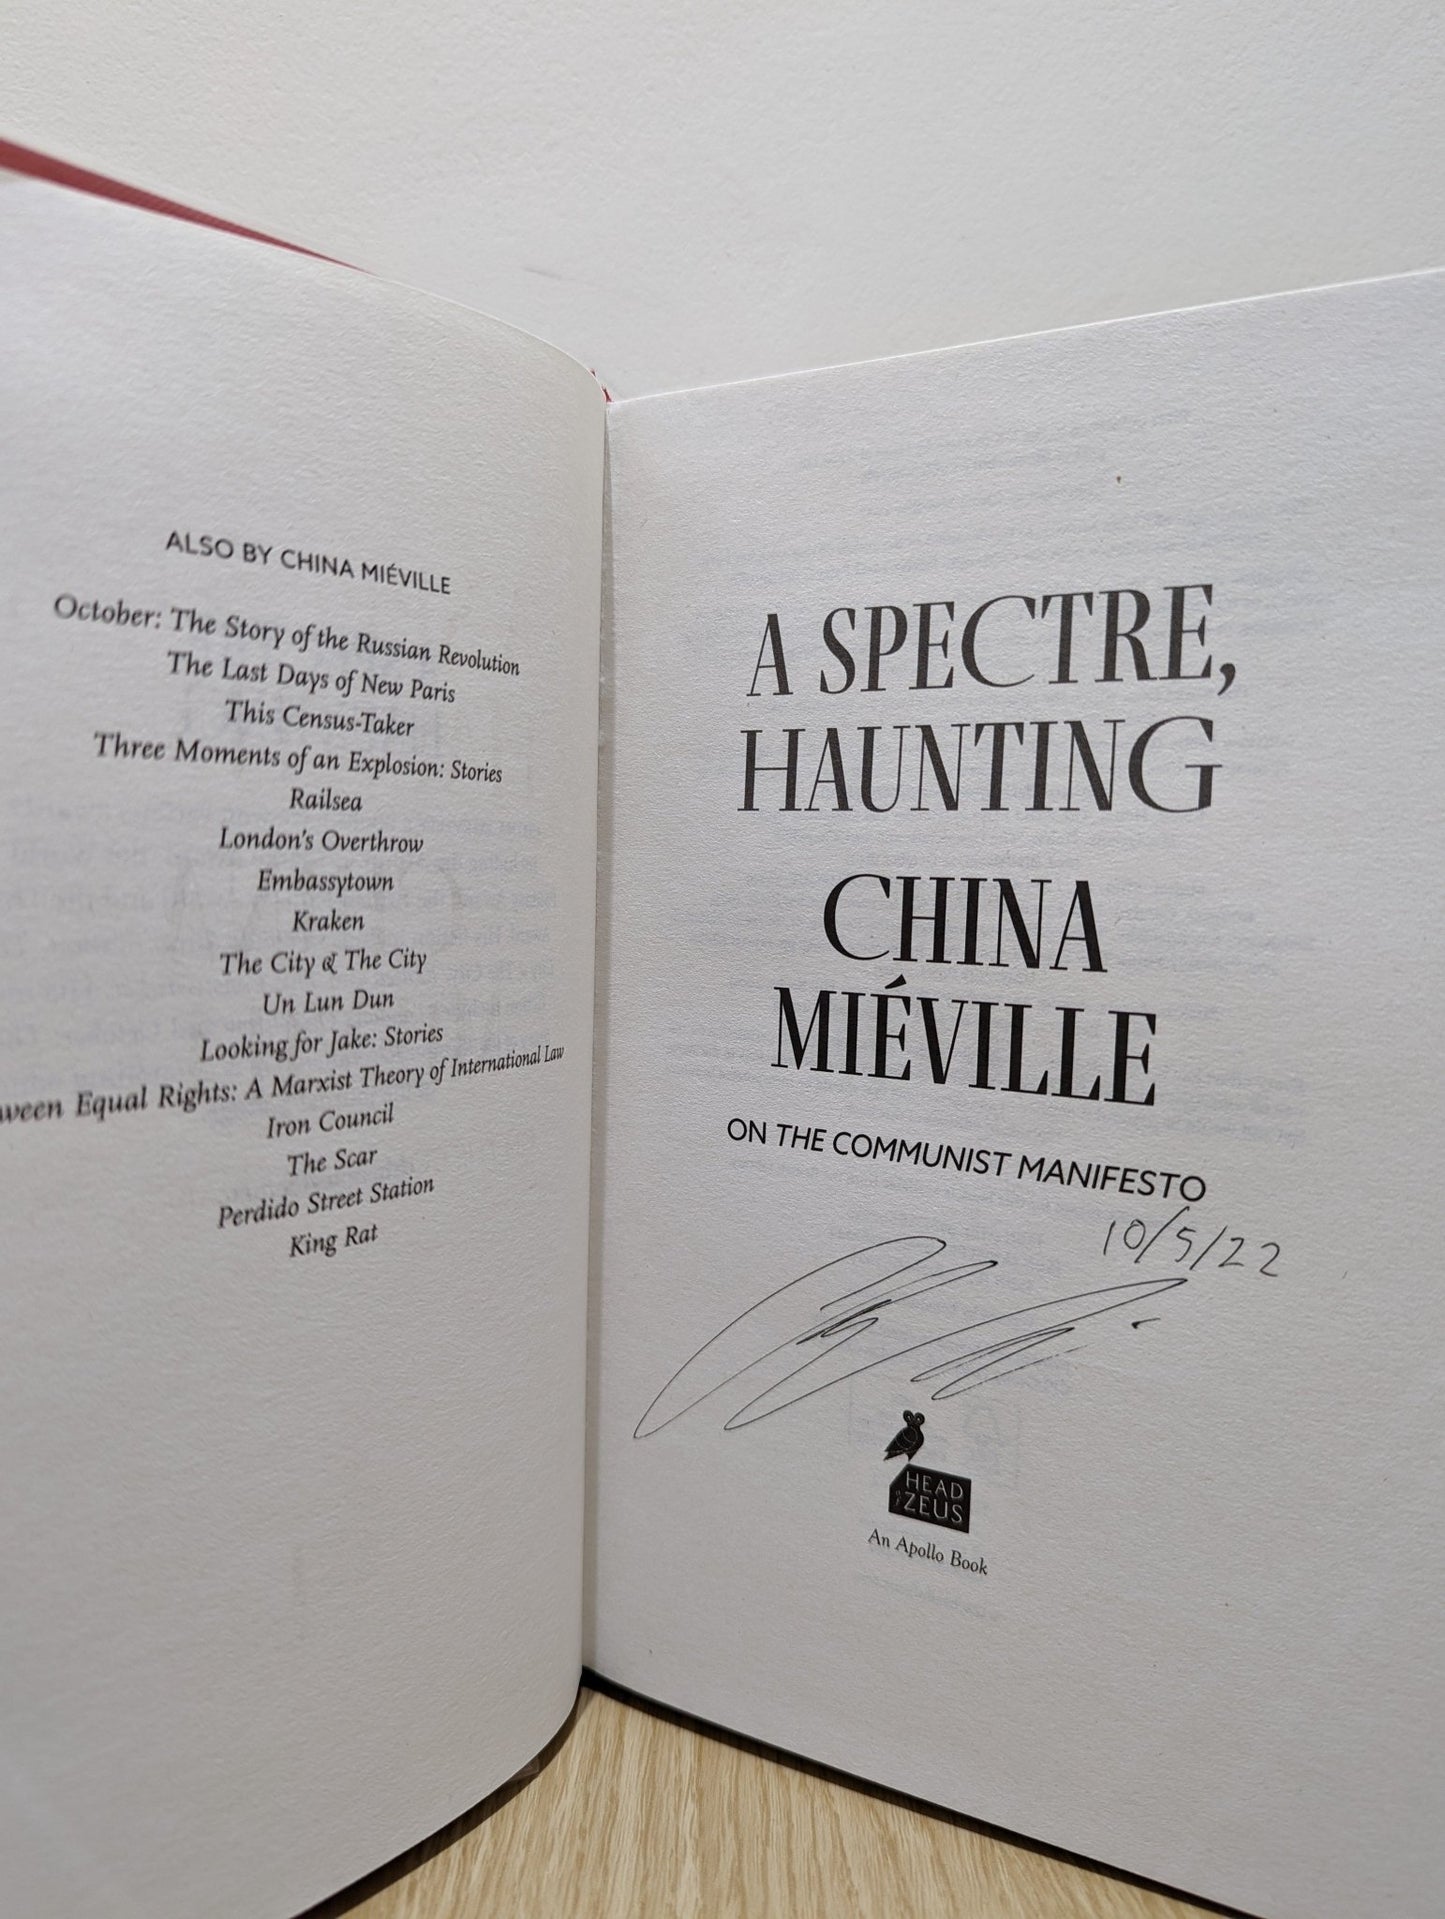 ALSO BY CHINA MIÉVILLE
October: The Story of the Russian Revolution
The Last Days of New Paris
This Census-Taker
Three Moments of an Explosion: Stories
Railsea
London's Overthrow
Embassytown
Kraken
The City & The City
Un Lun Dun
Looking for Jake: Stories
ween Equal Rights: A Marxist Theory of International Law
Iron Council
The Scar
Perdido Street Station
King Rat
A SPECTRE,
HAUNTING
CHINA
MIÉVILLE
ON THE COMMUNIST MANIFESTO
10/5/22
HEAD
of ZEUS
An Apollo Book